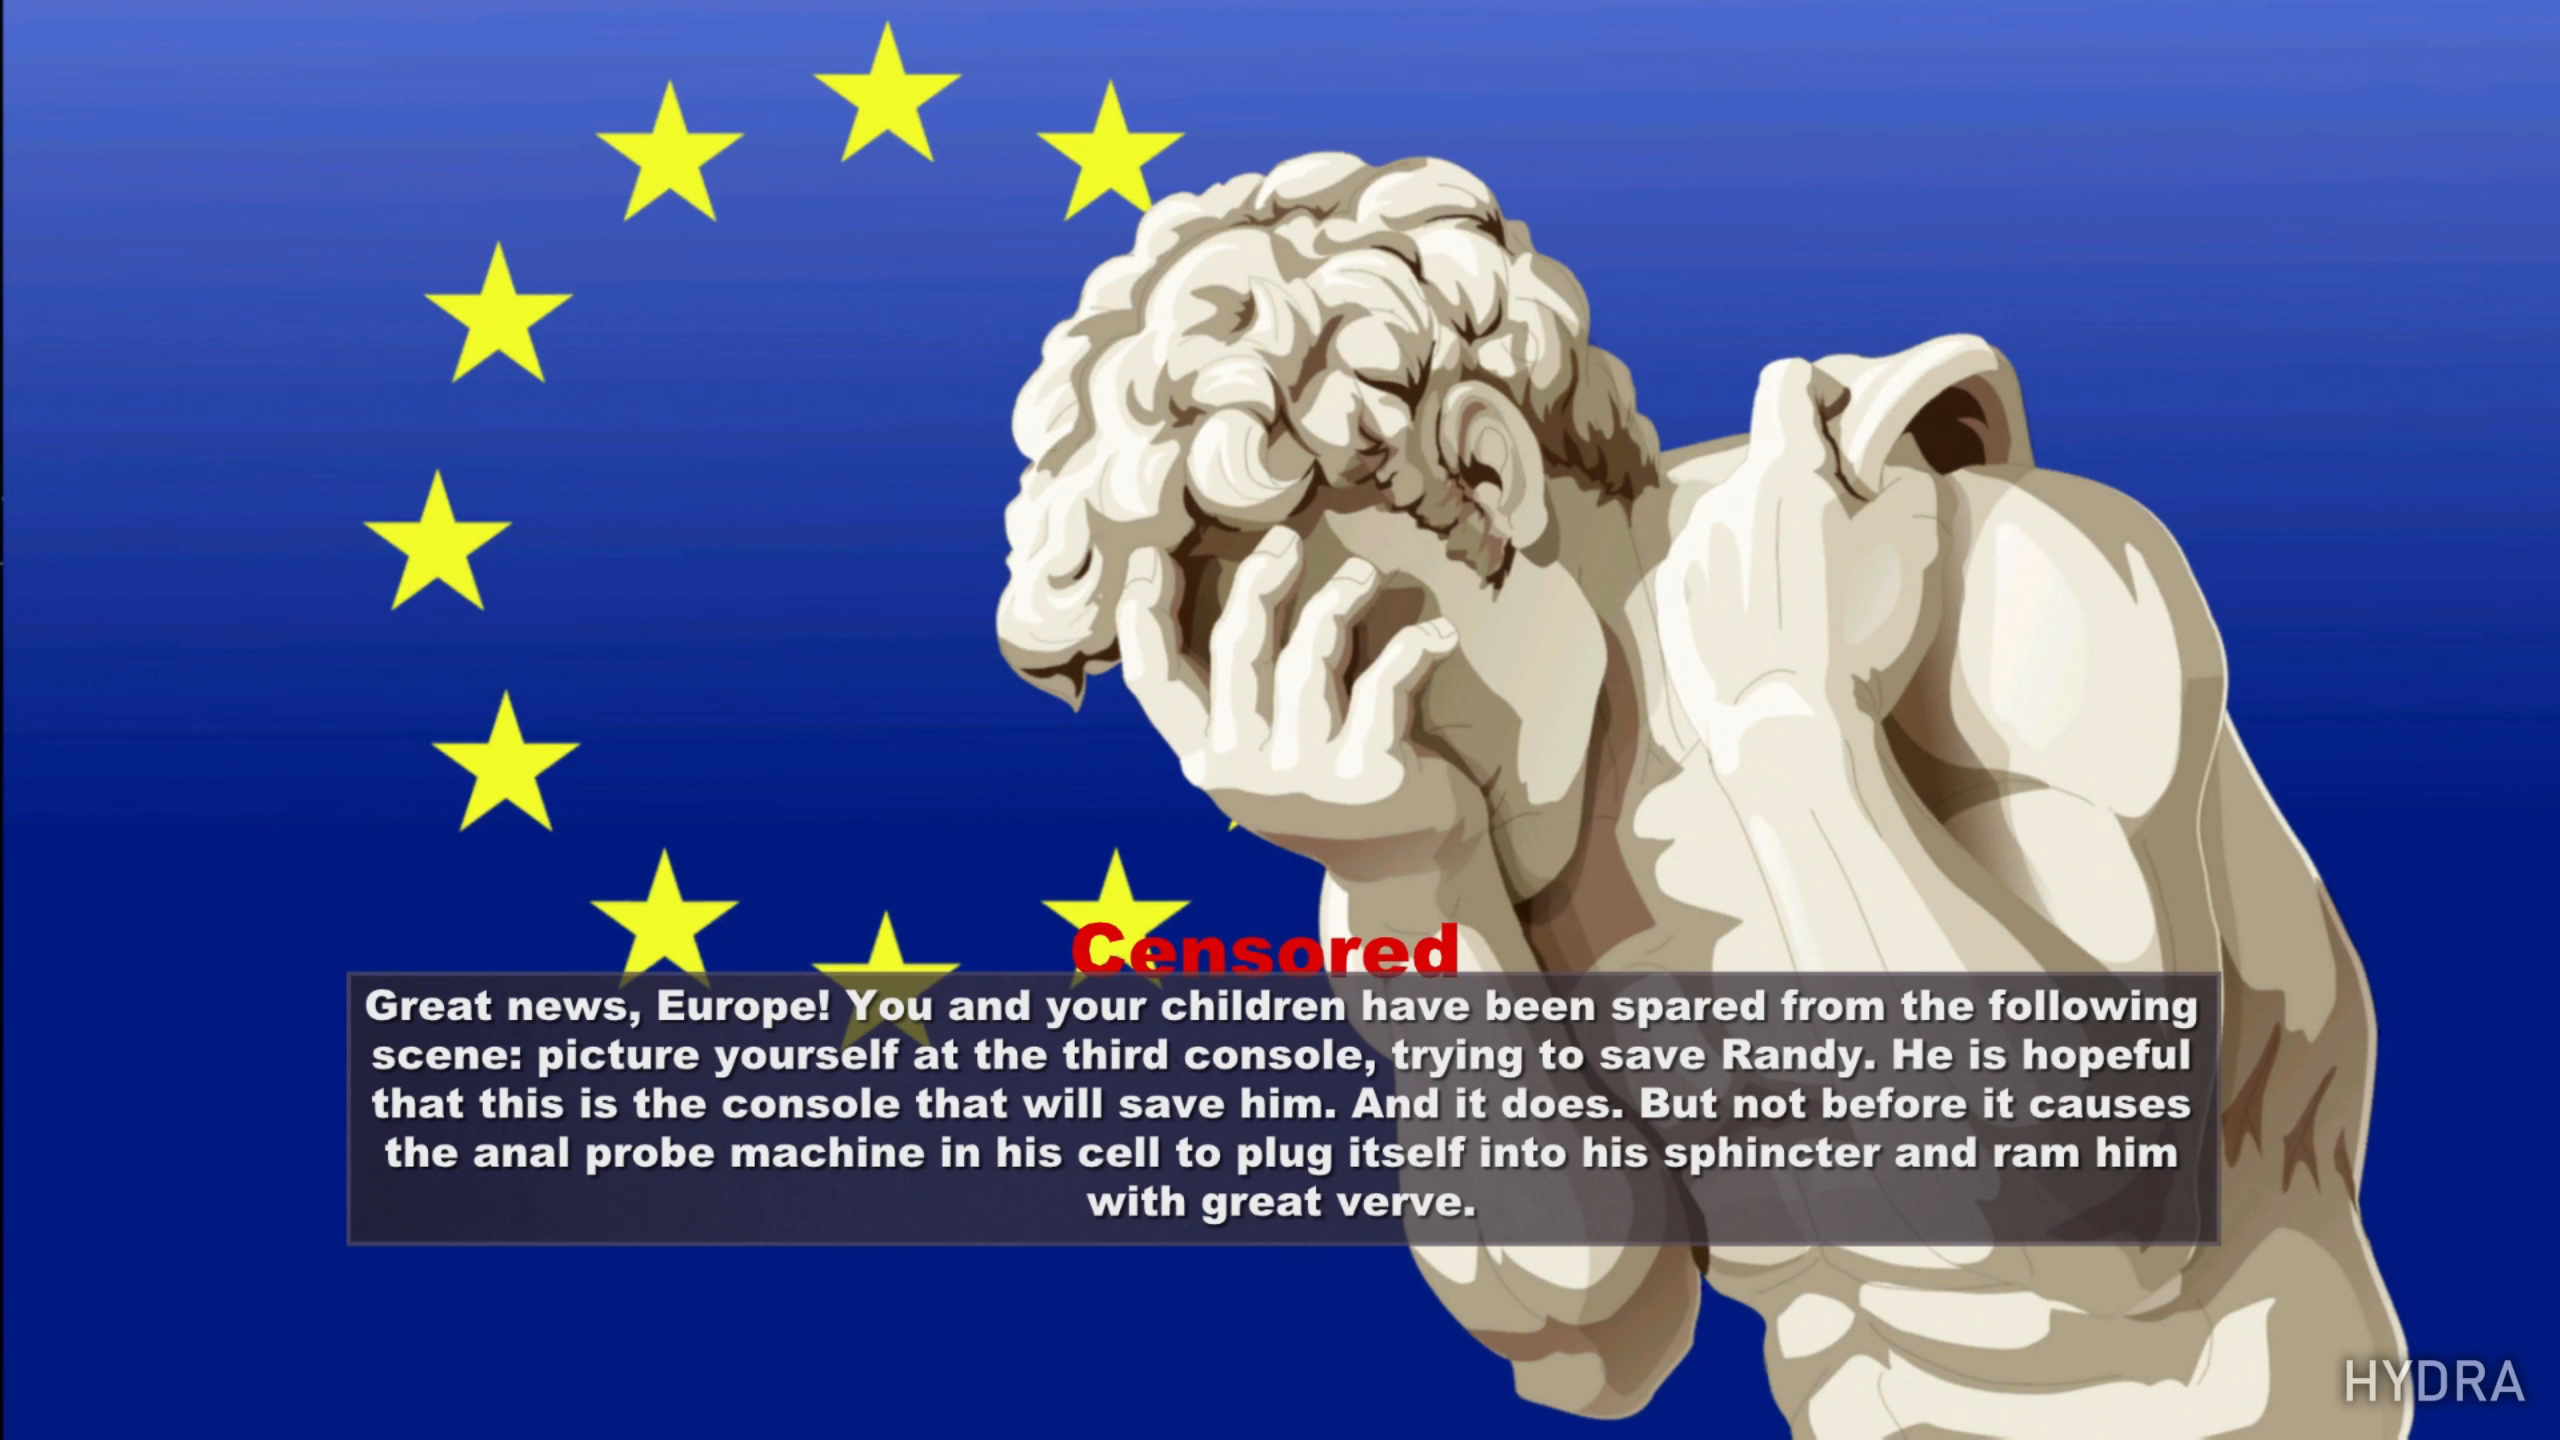 Censored
Great news, Europe! You and your children have been spared from the following
scene: picture yourself at the third console, trying to save Randy. He is hopeful
that this is the console that will save him. And it does. But not before it causes
the anal probe machine in his cell to plug itself into his sphincter and ram him
with great verve.
HYDRA